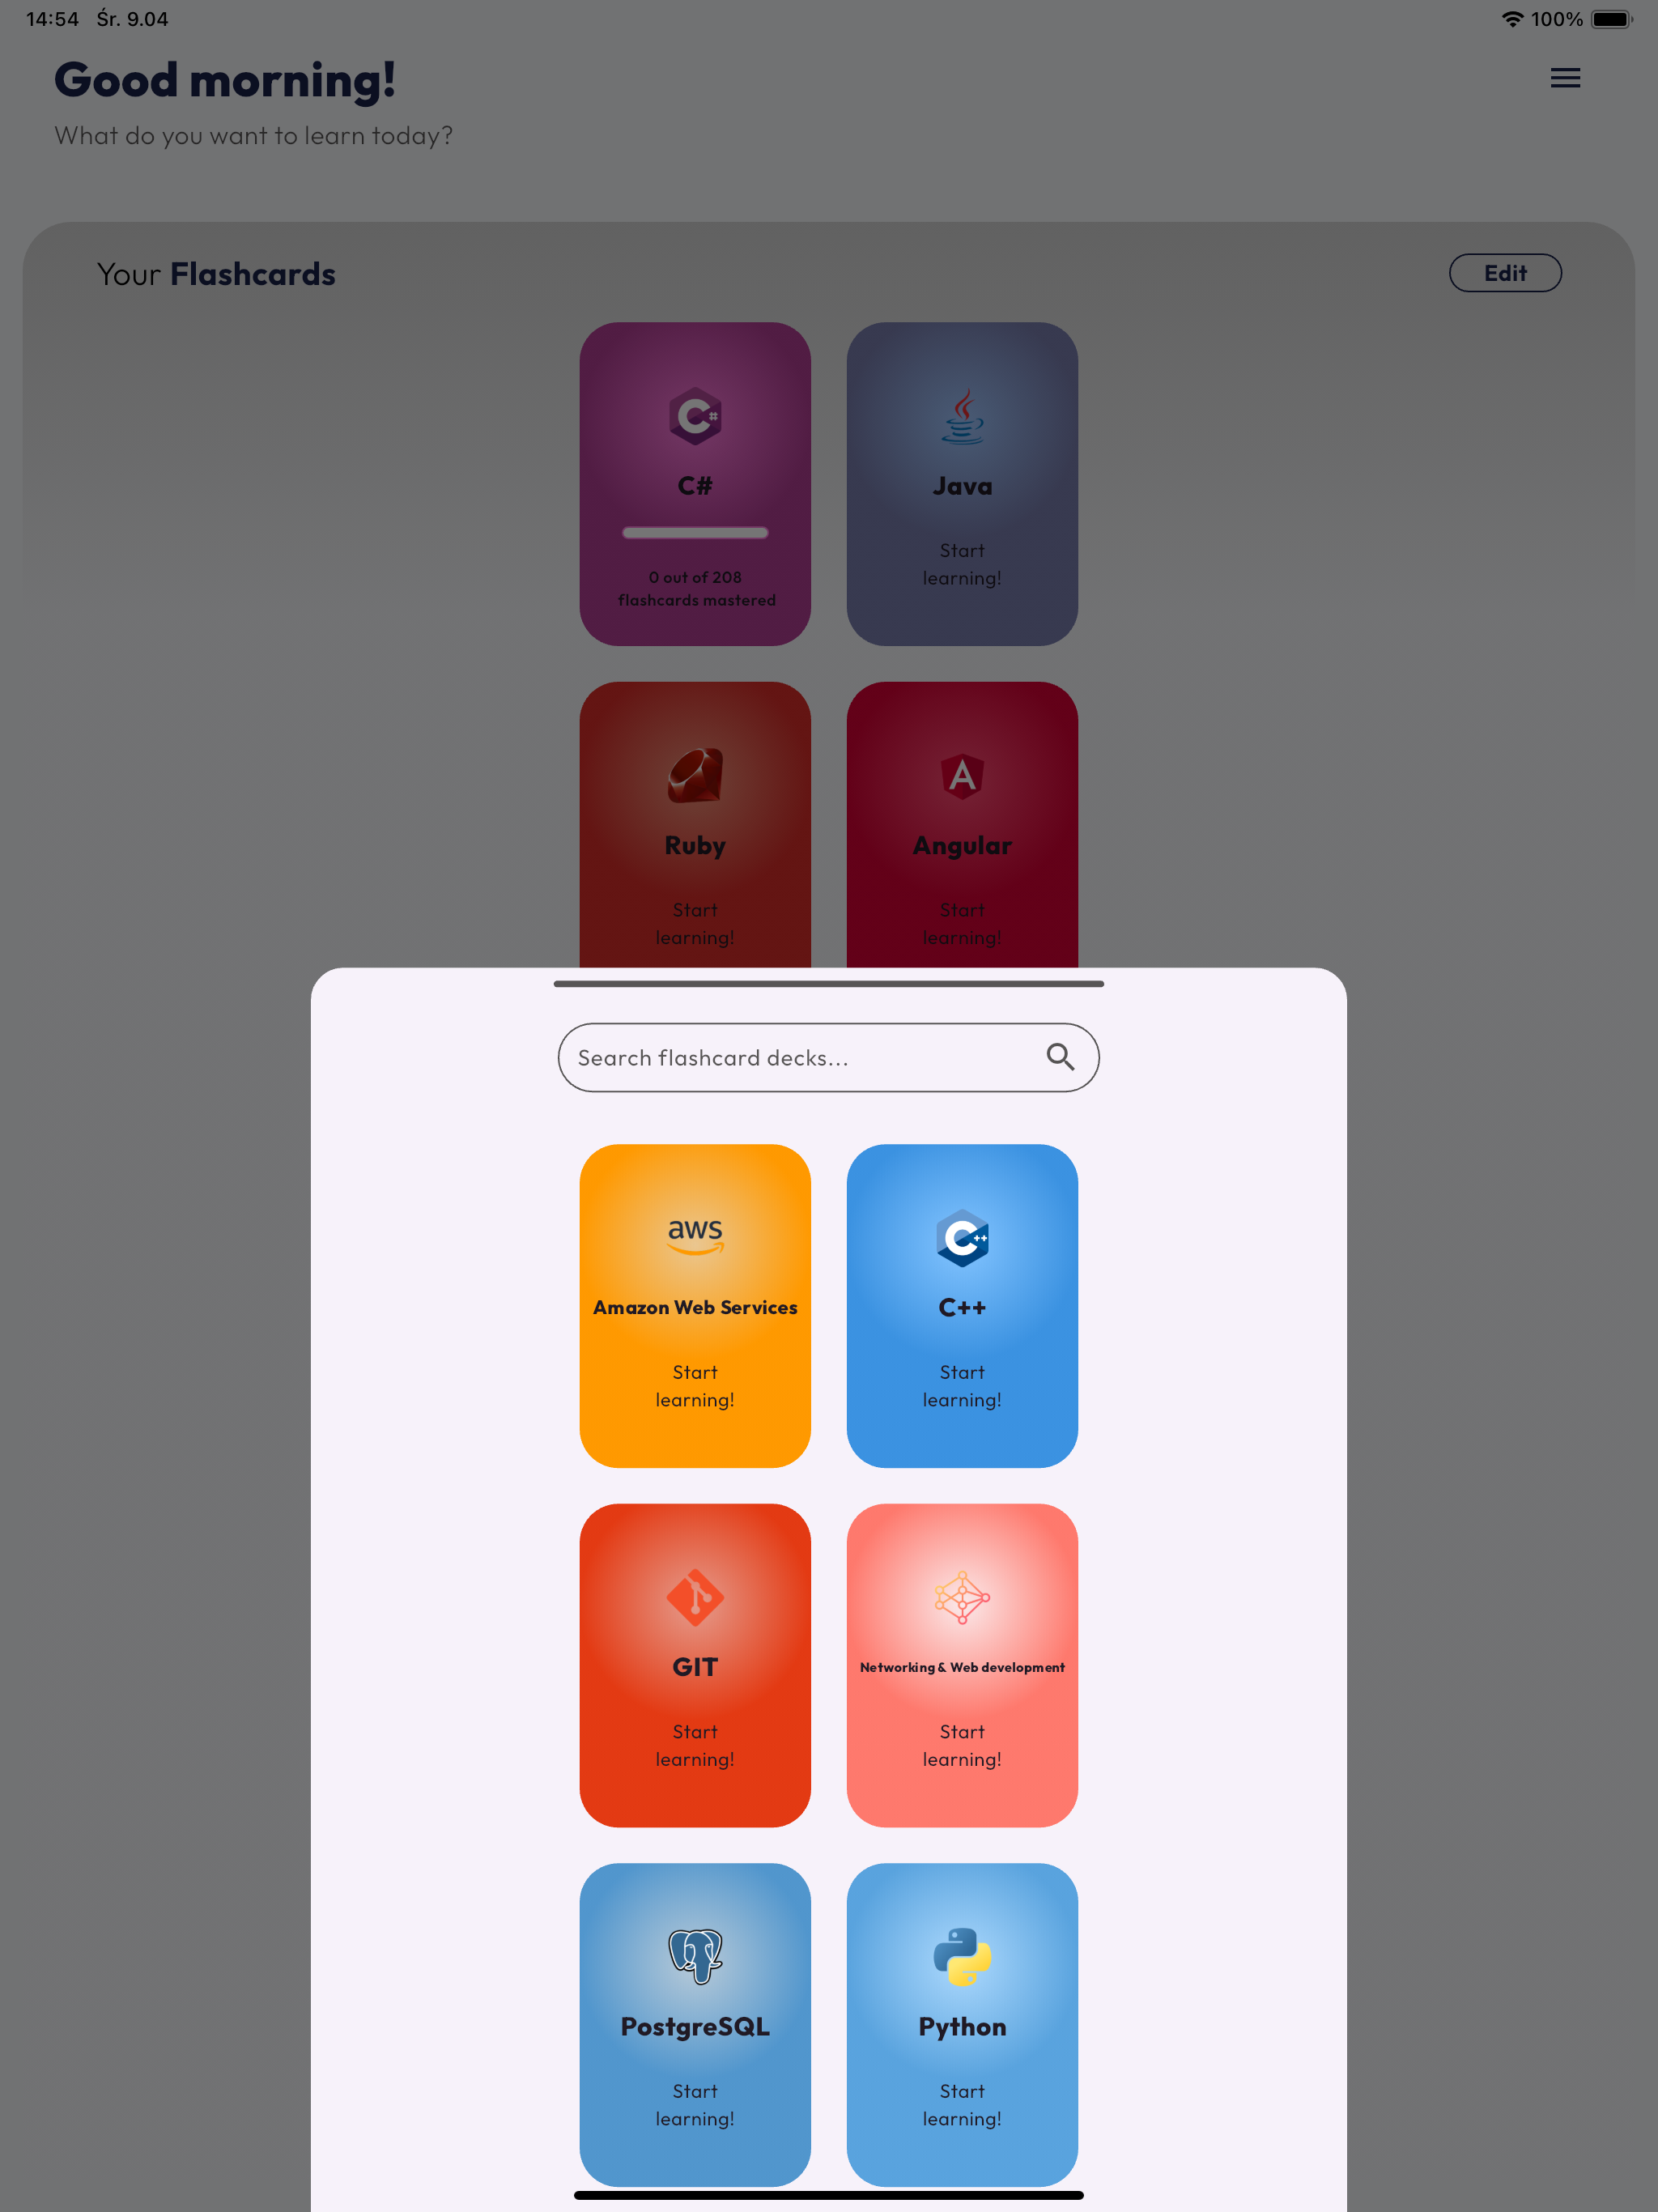 14:54 Śr. 9.04 100%
Good morning!
What do you want to learn today?
Your Flashcards Edit
C#
0 out of 208
flashcards mastered
Java
Start
learning!
Ruby
Start
learning!
Angular
Start
learning!
Search flashcard decks...
aws
Amazon Web Services
Start
learning!
C++
C++
Start
learning!
GIT
Start
learning!
Networking & Web development
Start
learning!
PostgreSQL
Start
learning!
Python
Start
learning!